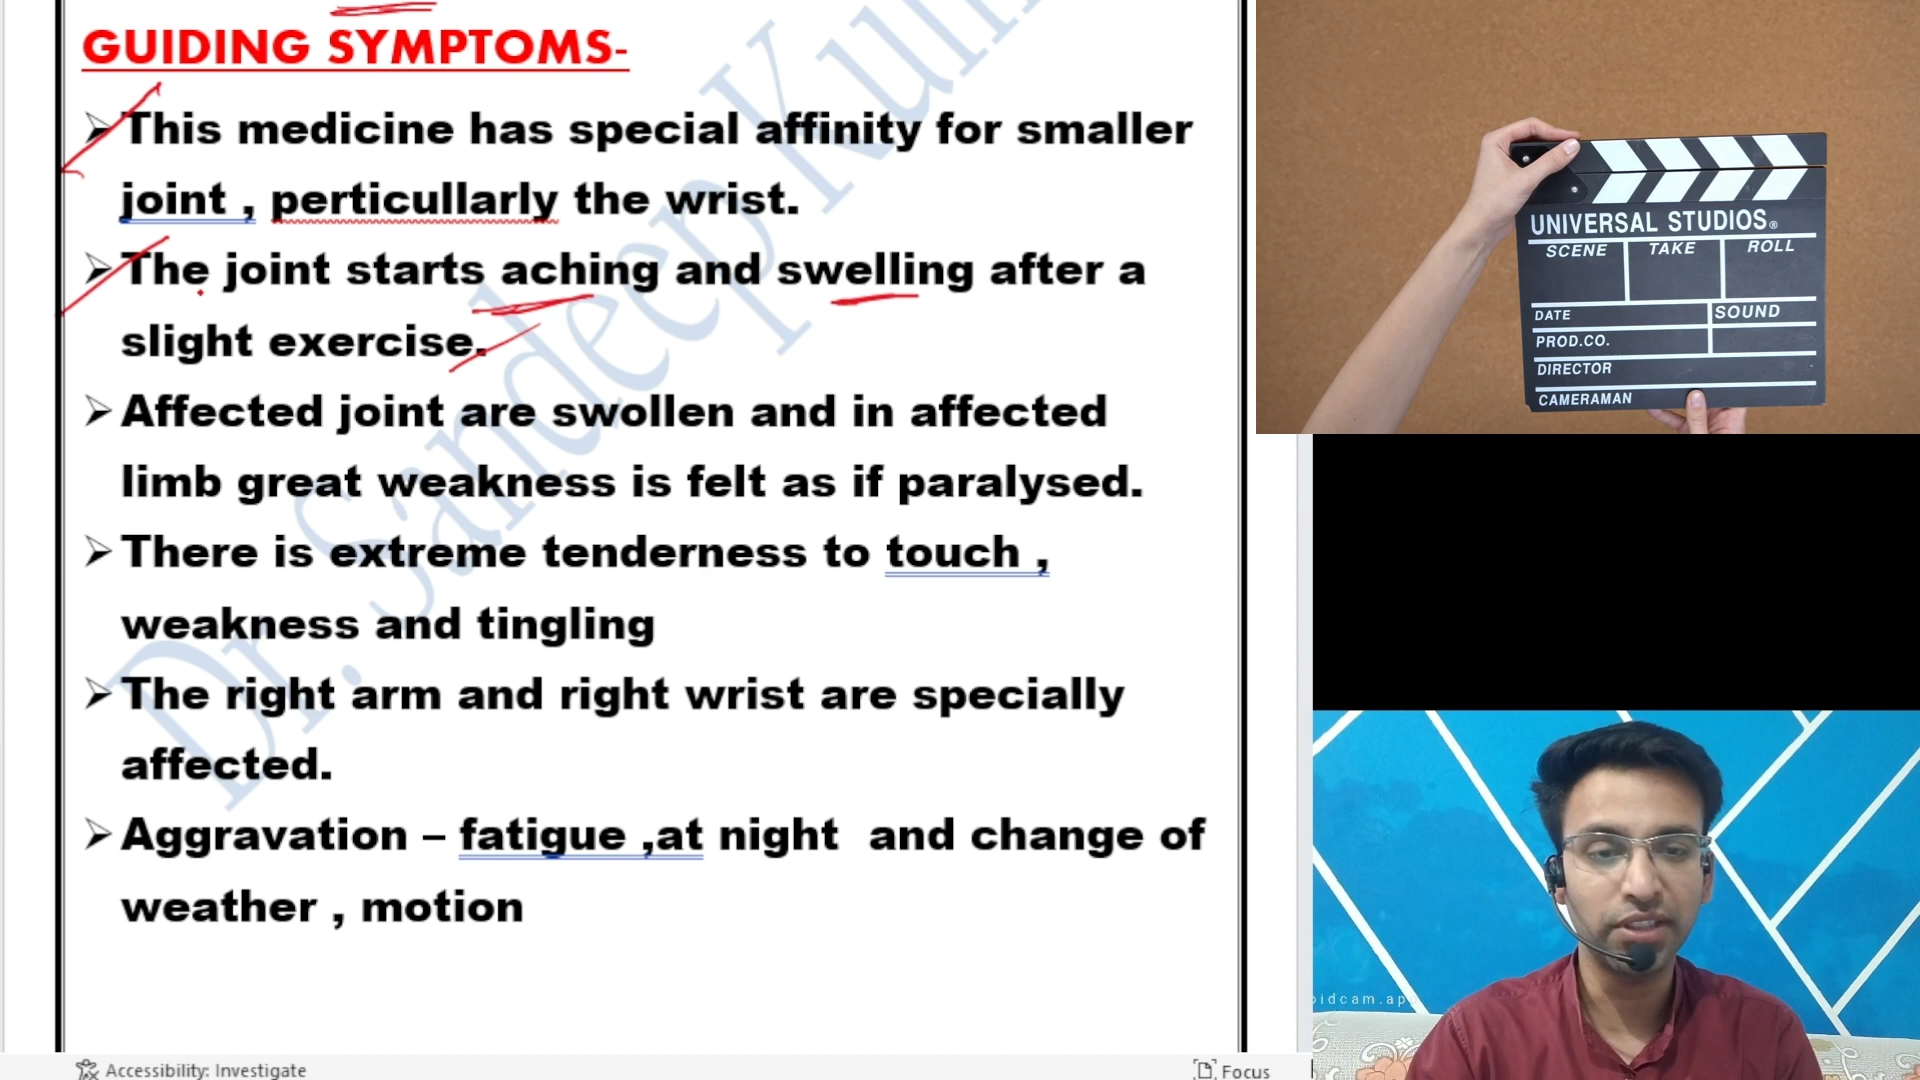 GUIDING SYMPTOMS-
➢ This medicine has special affinity for smaller
joint , perticullarly the wrist.
➢ The joint starts aching and swelling after a
slight exercise.
➢ Affected joint are swollen and in affected
limb great weakness is felt as if paralysed.
➢ There is extreme tenderness to touch ,
weakness and tingling
➢ The right arm and right wrist are specially
affected.
➢ Aggravation – fatigue ,at night  and change of
weather , motion
Dr. Sandeep
Accessibility: Investigate
Focus
UNIVERSAL STUDIOS®
SCENE TAKE ROLL
DATE SOUND
PROD.CO.
DIRECTOR
CAMERAMAN